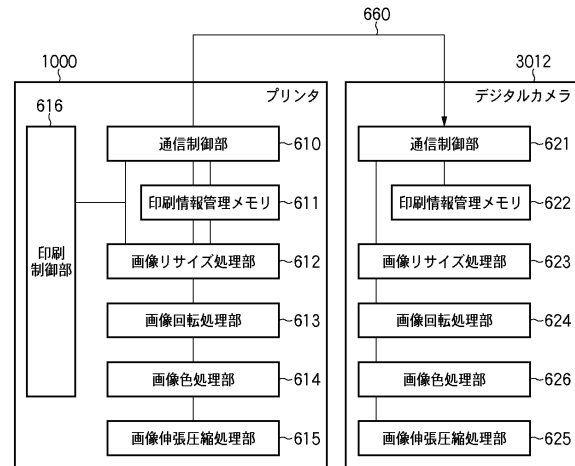 660
1000
3012
プリンタ
デジタルカメラ
616
通信制御部
610
通信制御部
621
印刷情報管理メモリ
611
印刷情報管理メモリ
622
印刷
制御部
画像リサイズ処理部
612
画像リサイズ処理部
623
画像回転処理部
613
画像回転処理部
624
画像色処理部
614
画像色処理部
626
画像伸張圧縮処理部
615
画像伸張圧縮処理部
625